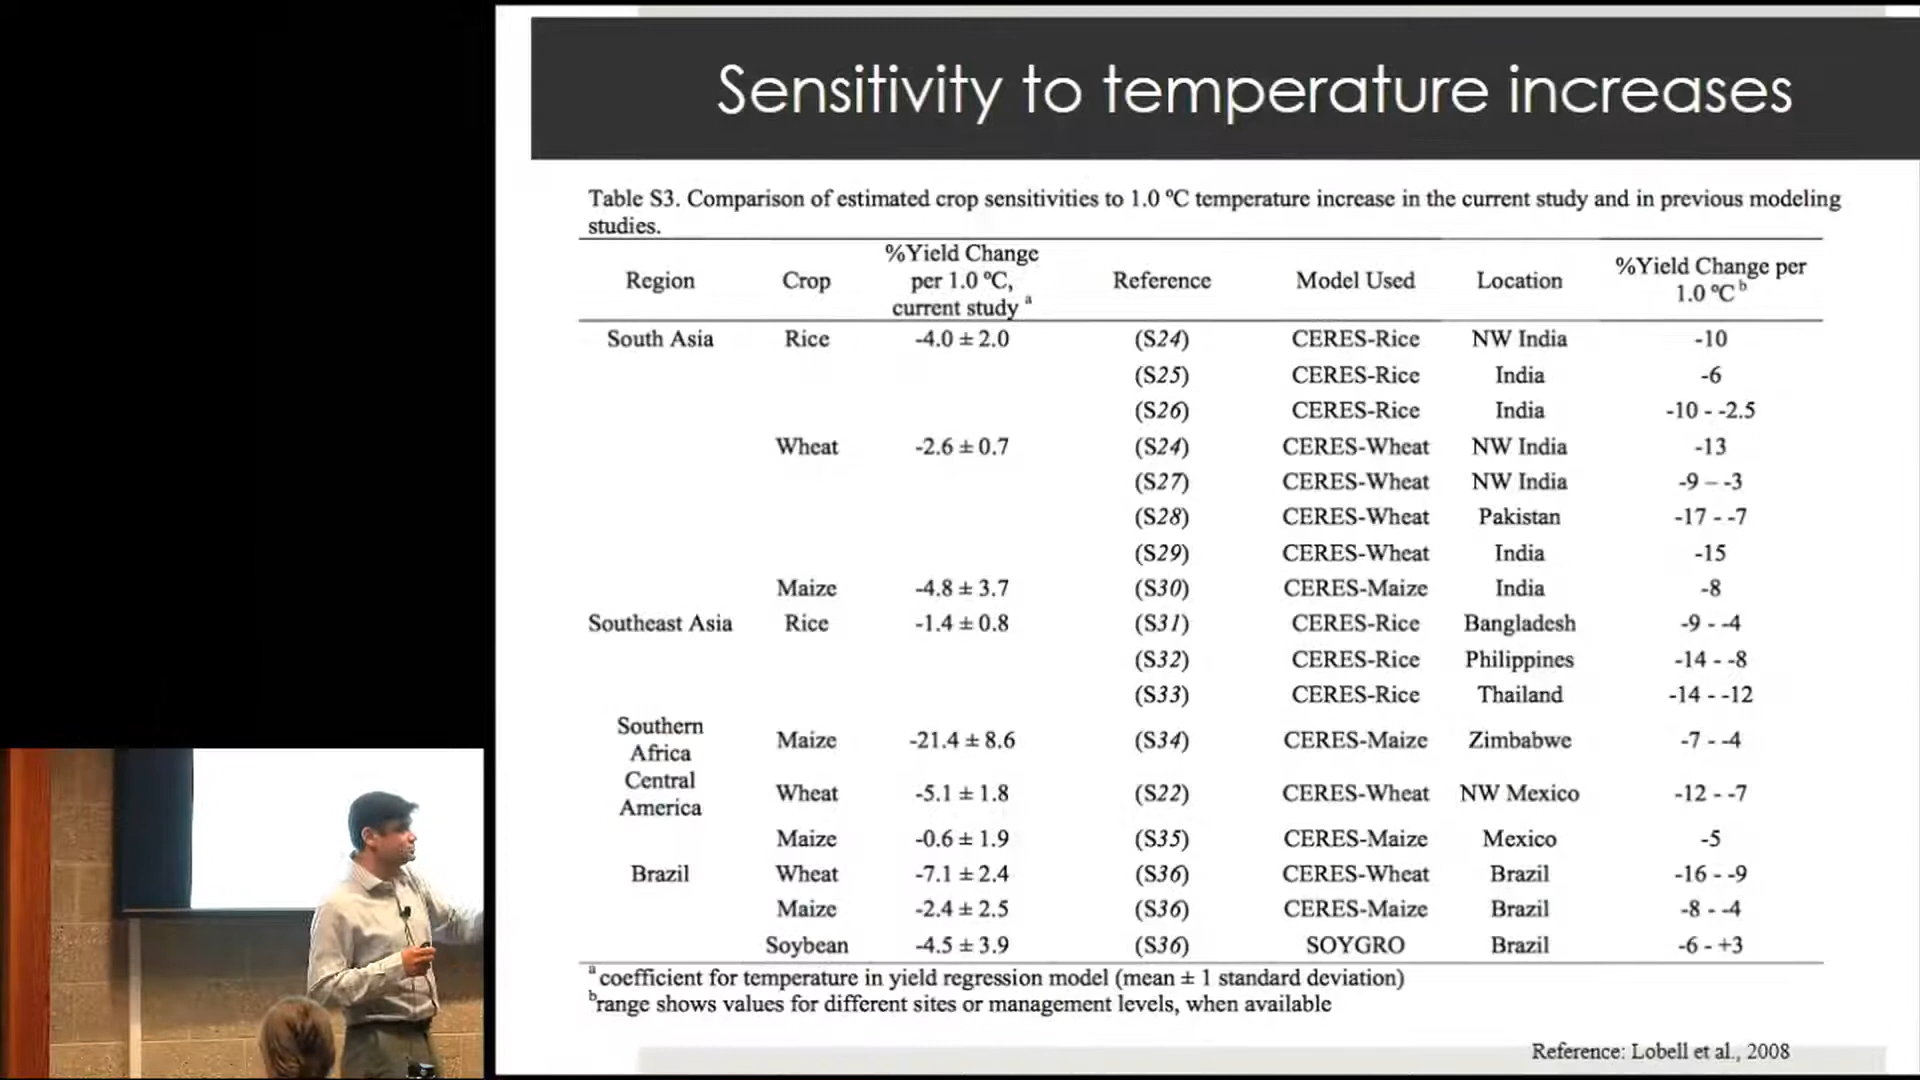 Sensitivity to temperature increases
Table S3. Comparison of estimated crop sensitivities to 1.0 ºC temperature increase in the current study and in previous modeling
studies.
Region Crop %Yield Change per 1.0 ºC, current study a Reference Model Used Location %Yield Change per 1.0 ºC b
South Asia Rice -4.0 ± 2.0 (S24) CERES-Rice NW India -10
(S25) CERES-Rice India -6
(S26) CERES-Rice India -10 - -2.5
Wheat -2.6 ± 0.7 (S24) CERES-Wheat NW India -13
(S27) CERES-Wheat NW India -9 – -3
(S28) CERES-Wheat Pakistan -17 - -7
(S29) CERES-Wheat India -15
Maize -4.8 ± 3.7 (S30) CERES-Maize India -8
Southeast Asia Rice -1.4 ± 0.8 (S31) CERES-Rice Bangladesh -9 - -4
(S32) CERES-Rice Philippines -14 - -8
(S33) CERES-Rice Thailand -14 - -12
Southern Africa Maize -21.4 ± 8.6 (S34) CERES-Maize Zimbabwe -7 - -4
Central America Wheat -5.1 ± 1.8 (S22) CERES-Wheat NW Mexico -12 - -7
Maize -0.6 ± 1.9 (S35) CERES-Maize Mexico -5
Brazil Wheat -7.1 ± 2.4 (S36) CERES-Wheat Brazil -16 - -9
Maize -2.4 ± 2.5 (S36) CERES-Maize Brazil -8 - -4
Soybean -4.5 ± 3.9 (S36) SOYGRO Brazil -6 - +3
a coefficient for temperature in yield regression model (mean ± 1 standard deviation)
b range shows values for different sites or management levels, when available
Reference: Lobell et al., 2008